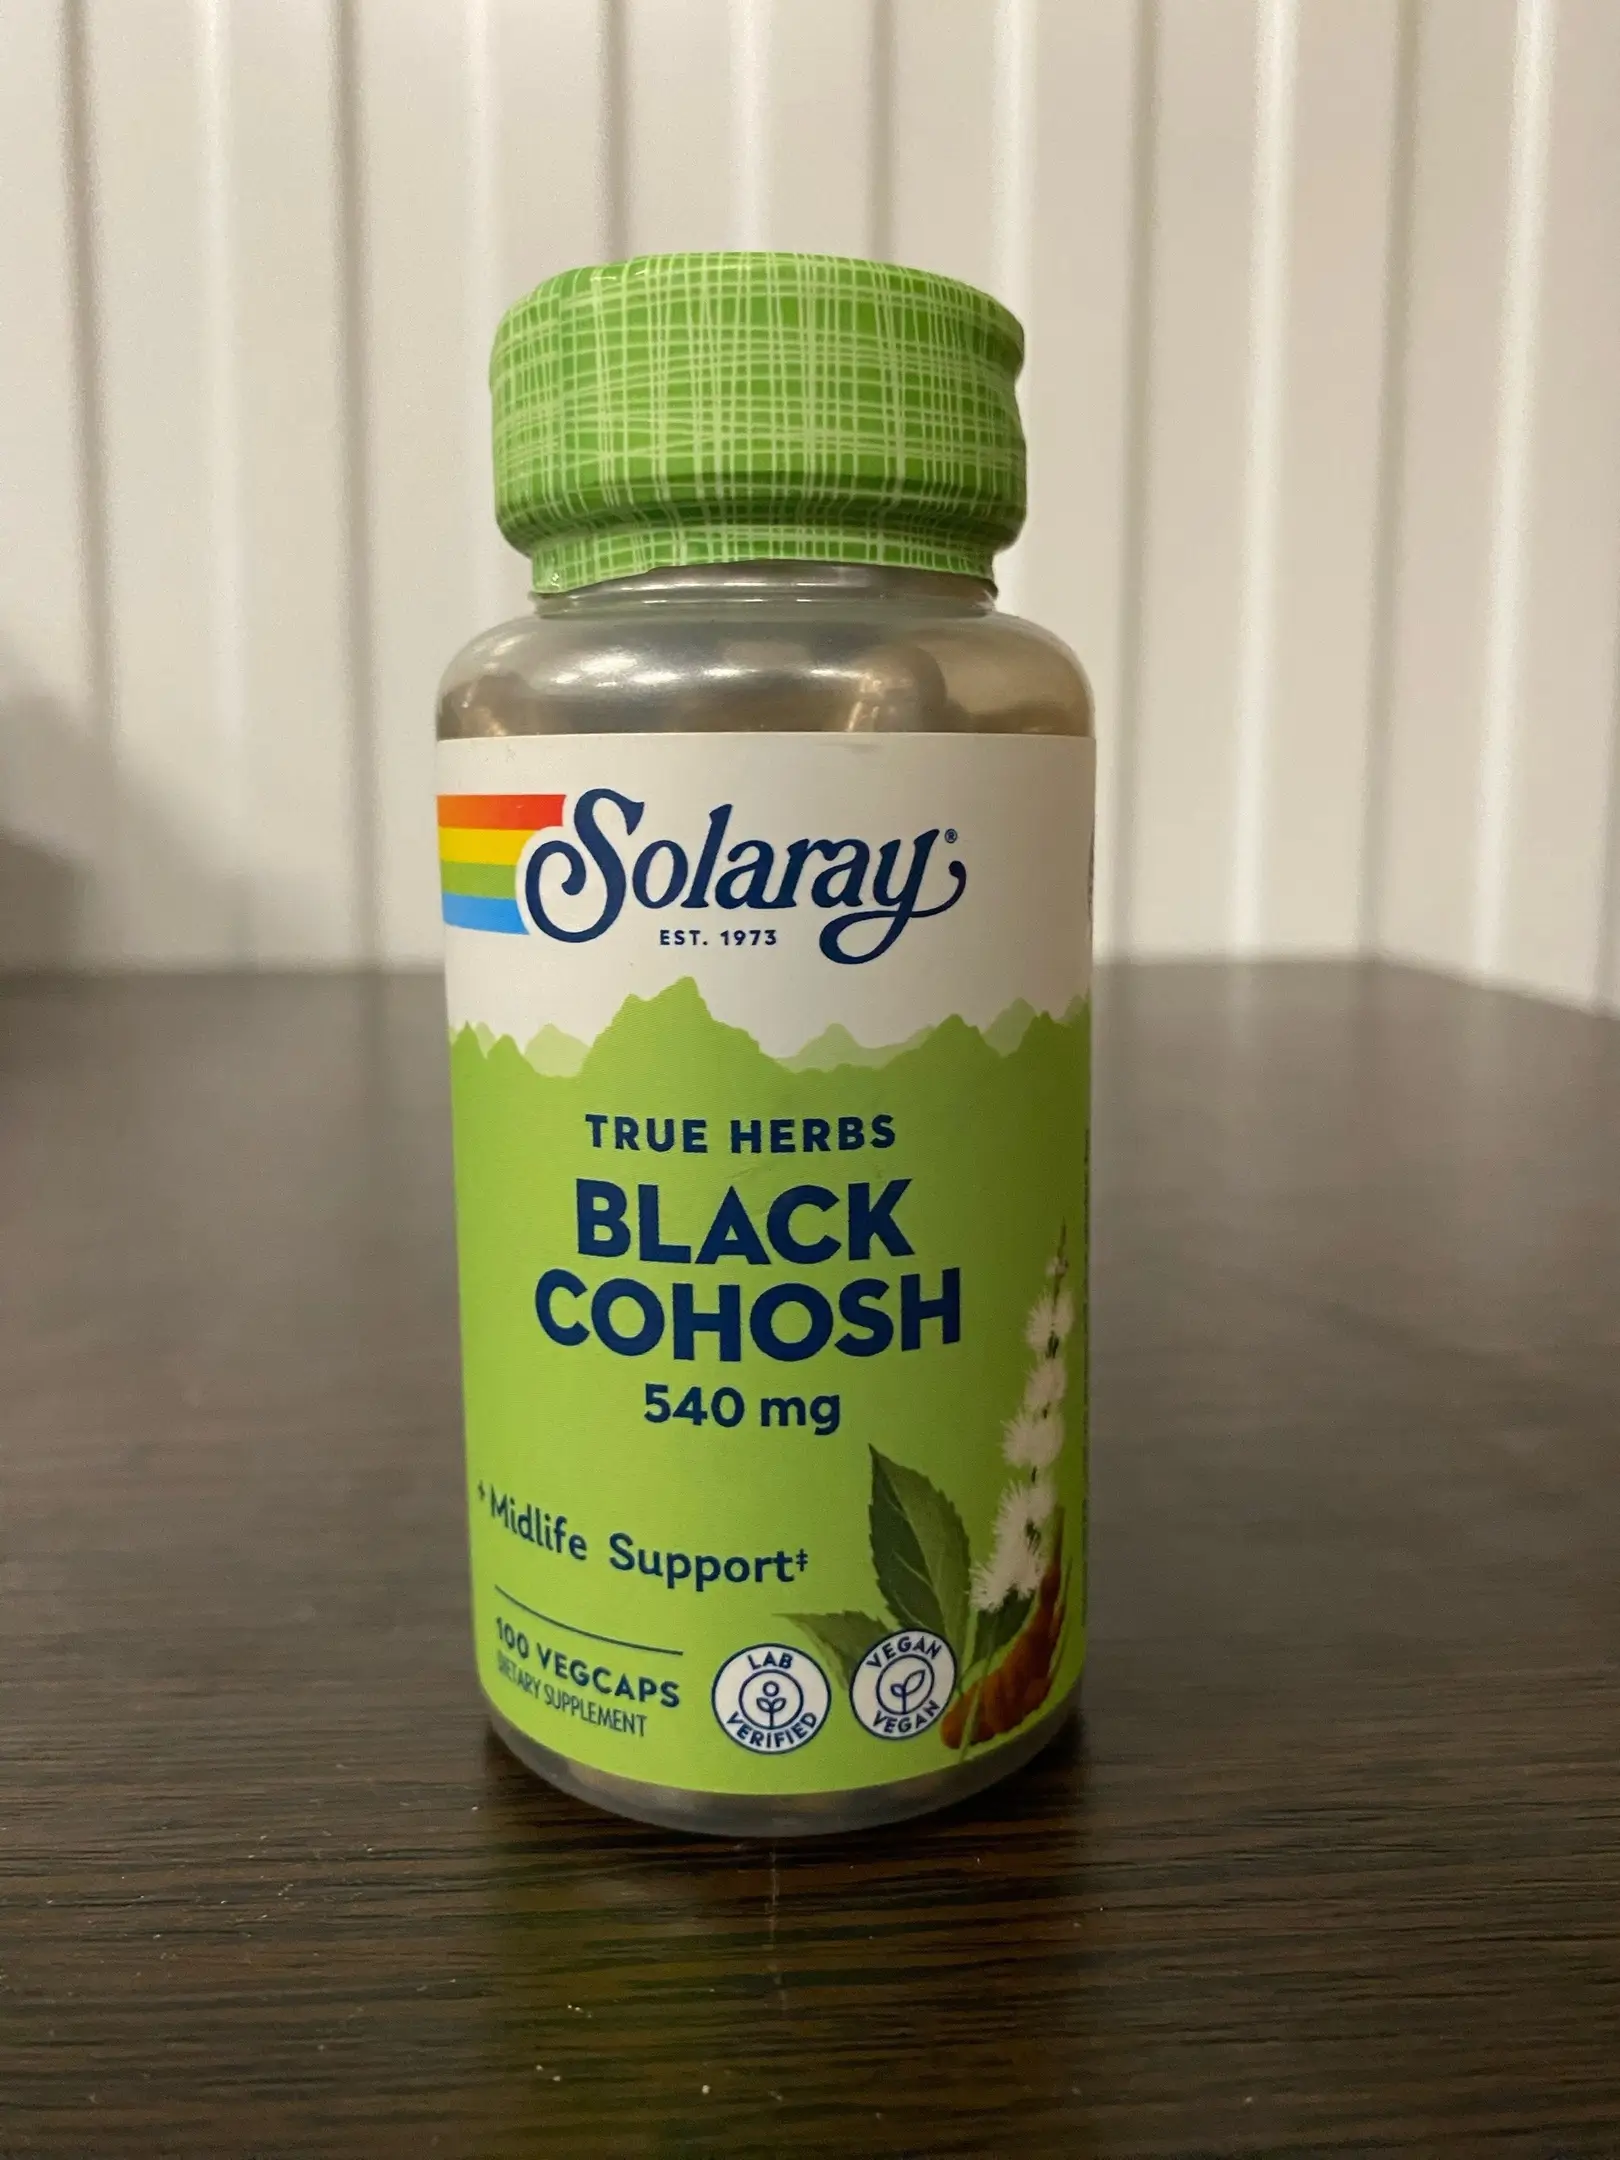 Solaray®
EST. 1973
TRUE HERBS
BLACK
COHOSH
540 mg
Midlife Support‡
100 VEGCAPS
DIETARY SUPPLEMENT
LAB
VERIFIED
VEGAN
VEGAN